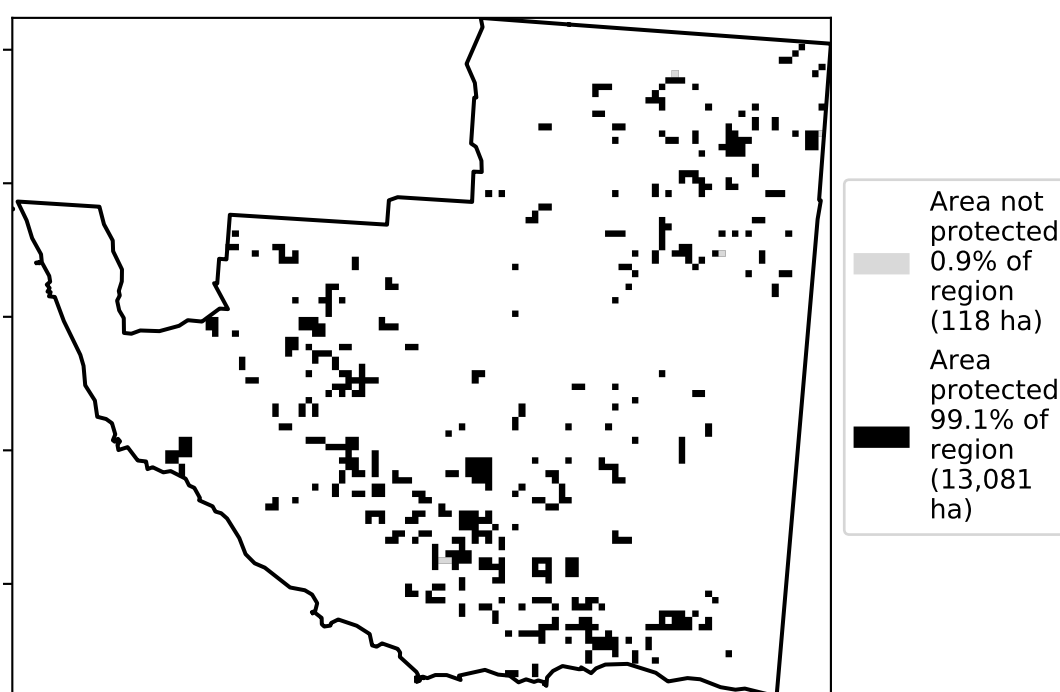 Area not
protected
0.9% of
region
(118 ha)
Area
protected
99.1% of
region
(13,081
ha)